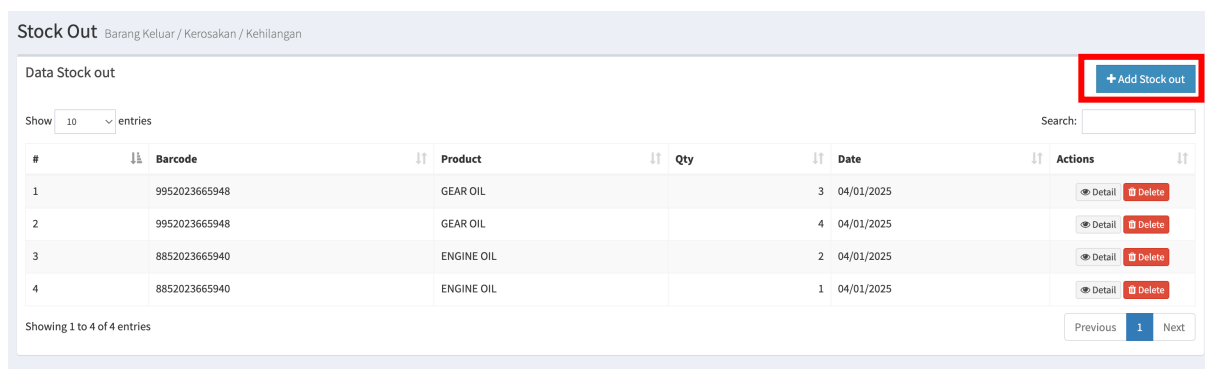 Stock Out Barang Keluar / Kerosakan / Kehilangan
Data Stock out
Add Stock out
Show 10 entries Search:
# Barcode Product Qty Date Actions
1 9952023665948 GEAR OIL 3 04/01/2025 Detail Delete
2 9952023665948 GEAR OIL 4 04/01/2025 Detail Delete
3 8852023665940 ENGINE OIL 2 04/01/2025 Detail Delete
4 8852023665940 ENGINE OIL 1 04/01/2025 Detail Delete
Showing 1 to 4 of 4 entries Previous 1 Next